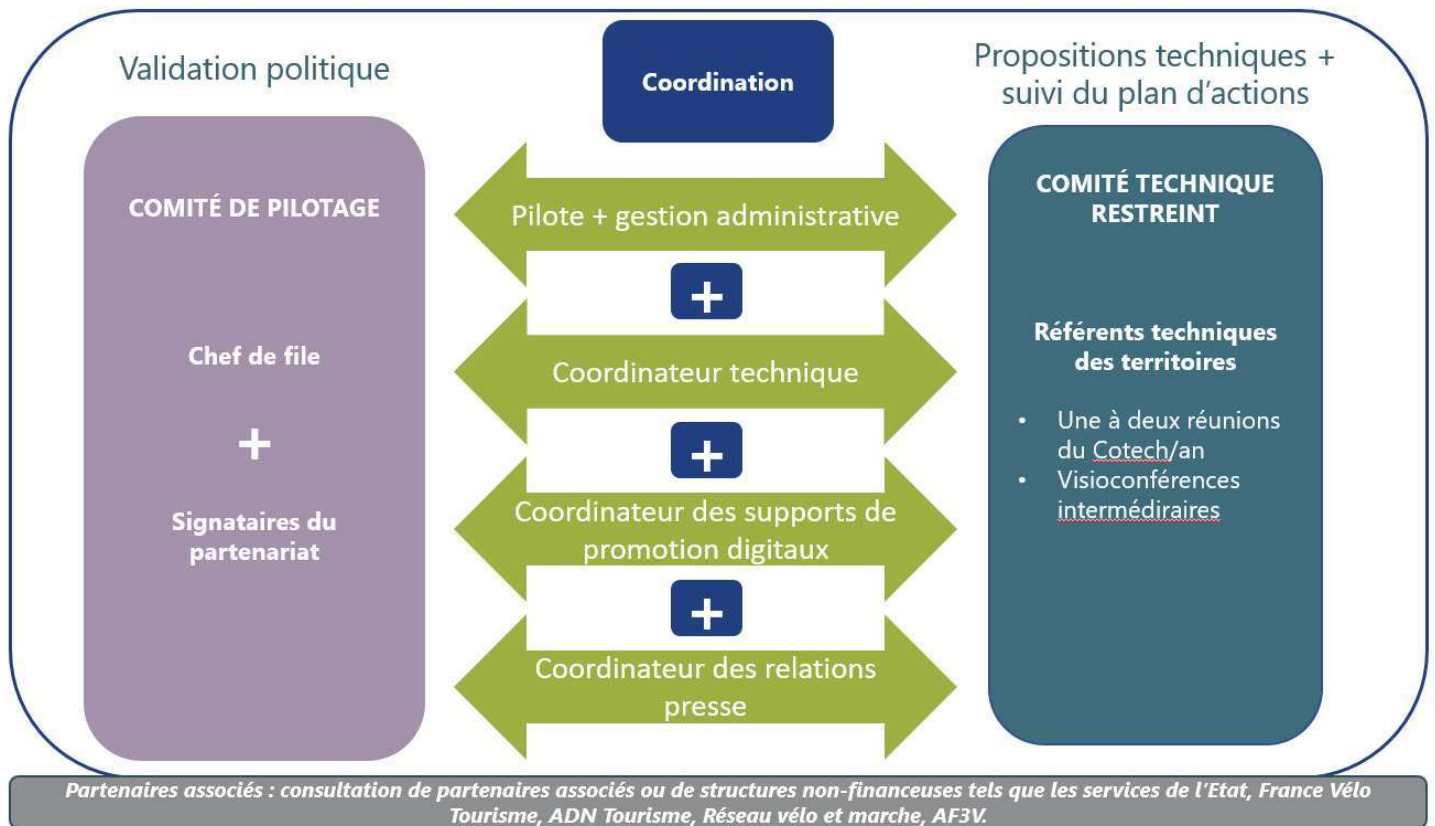 Validation politique
COMITÉ DE PILOTAGE
Chef de file
+
Signataires du
partenariat
Coordination
Pilote + gestion administrative
+
Coordinateur technique
+
Coordinateur des supports de
promotion digitaux
+
Coordinateur des relations
presse
Propositions techniques +
suivi du plan d’actions
COMITÉ TECHNIQUE
RESTREINT
Référents techniques
des territoires
• Une à deux réunions
du Cotech/an
• Visioconférences
intermédiraires
Partenaires associés : consultation de partenaires associés ou de structures non-financeuses tels que les services de l’Etat, France Vélo
Tourisme, ADN Tourisme, Réseau vélo et marche, AF3V.